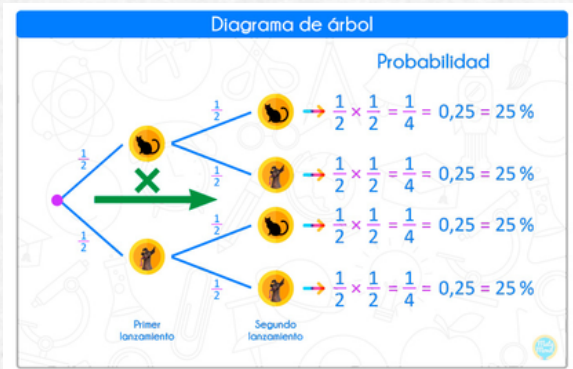 Diagrama de árbol
Probabilidad
1/2
1/2
1/2
1/2
1/2
1/2
×
1/2 × 1/2 = 1/4 = 0,25 = 25 %
1/2 × 1/2 = 1/4 = 0,25 = 25 %
1/2 × 1/2 = 1/4 = 0,25 = 25 %
1/2 × 1/2 = 1/4 = 0,25 = 25 %
Primer
lanzamiento
Segundo
lanzamiento